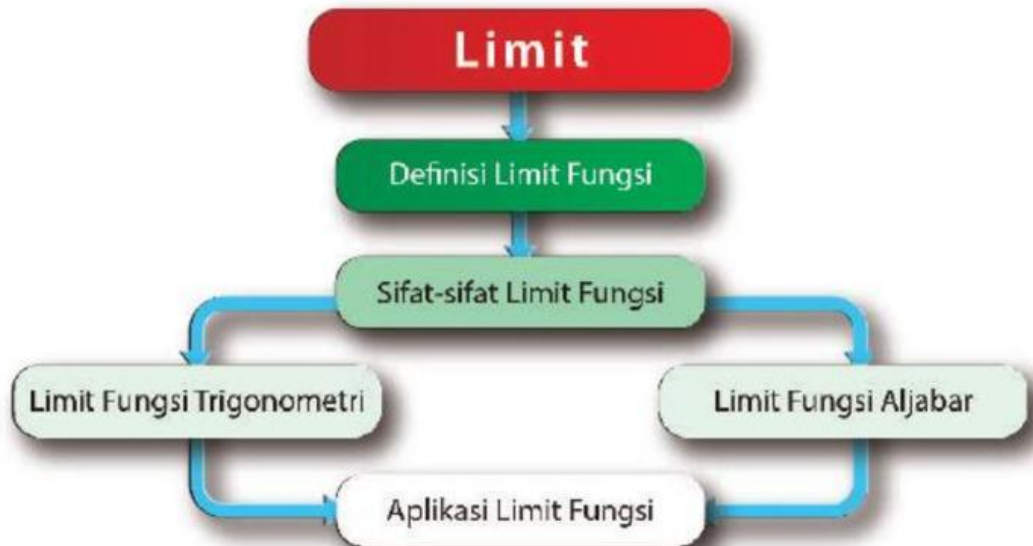 Limit
Definisi Limit Fungsi
Sifat-sifat Limit Fungsi
Limit Fungsi Trigonometri
Limit Fungsi Aljabar
Aplikasi Limit Fungsi